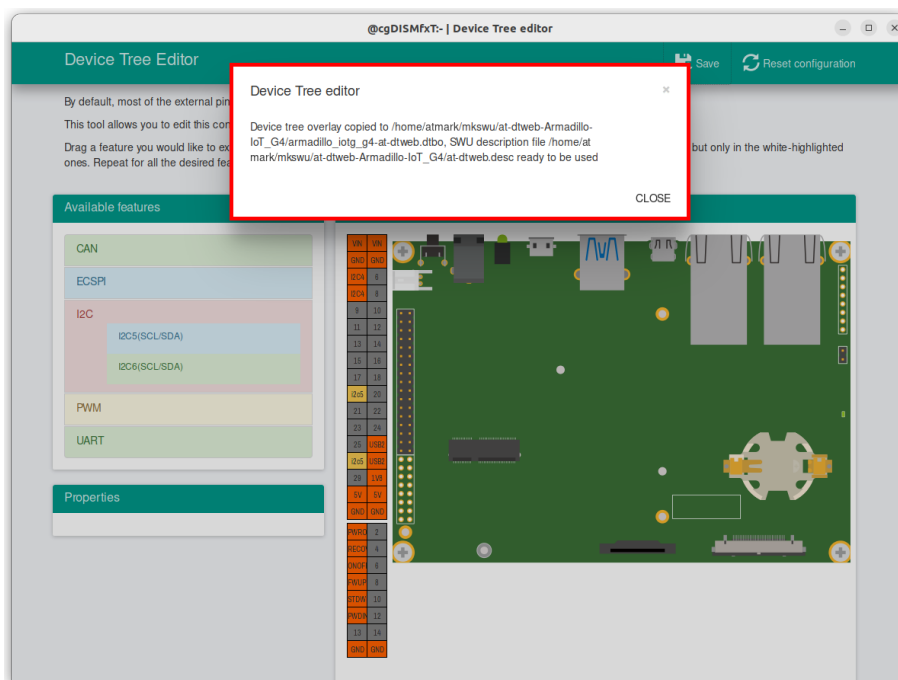 @cgDISMfxT:- | Device Tree editor
Device Tree Editor
Save
Reset configuration
By default, most of the external pin
This tool allows you to edit this con
Drag a feature you would like to ex
but only in the white-highlighted
ones. Repeat for all the desired fea
Device Tree editor
×
Device tree overlay copied to /home/atmark/mkswu/at-dtweb-Armadillo-
IoT_G4/armadillo_iotg_g4-at-dtweb.dtbo, SWU description file /home/at
mark/mkswu/at-dtweb-Armadillo-IoT_G4/at-dtweb.desc ready to be used
CLOSE
Available features
CAN
ECSPI
I2C
I2C5(SCL/SDA)
I2C6(SCL/SDA)
PWM
UART
Properties
VIN VIN
GND GND
I2C4 6
I2C4 8
9 10
11 12
13 14
15 16
17 18
i2c5 20
21 22
23 24
25 USB2
i2c5 USB2
29 1V8
5V 5V
GND GND
PWRO 2
RECO 4
ONOF 6
FWUP 8
STDW 10
PWDIN 12
13 14
GND GND